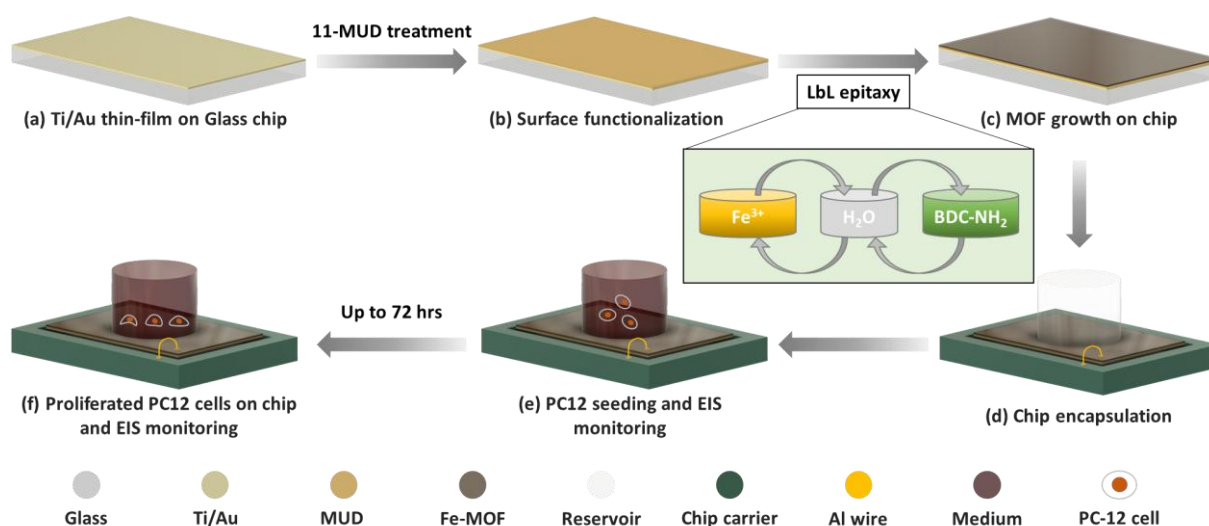 11-MUD treatment
(a) Ti/Au thin-film on Glass chip
(b) Surface functionalization
LbL epitaxy
(c) MOF growth on chip
Fe³⁺
H₂O
BDC-NH₂
Up to 72 hrs
(f) Proliferated PC12 cells on chip
and EIS monitoring
(e) PC12 seeding and EIS
monitoring
(d) Chip encapsulation
Glass
Ti/Au
MUD
Fe-MOF
Reservoir
Chip carrier
Al wire
Medium
PC-12 cell